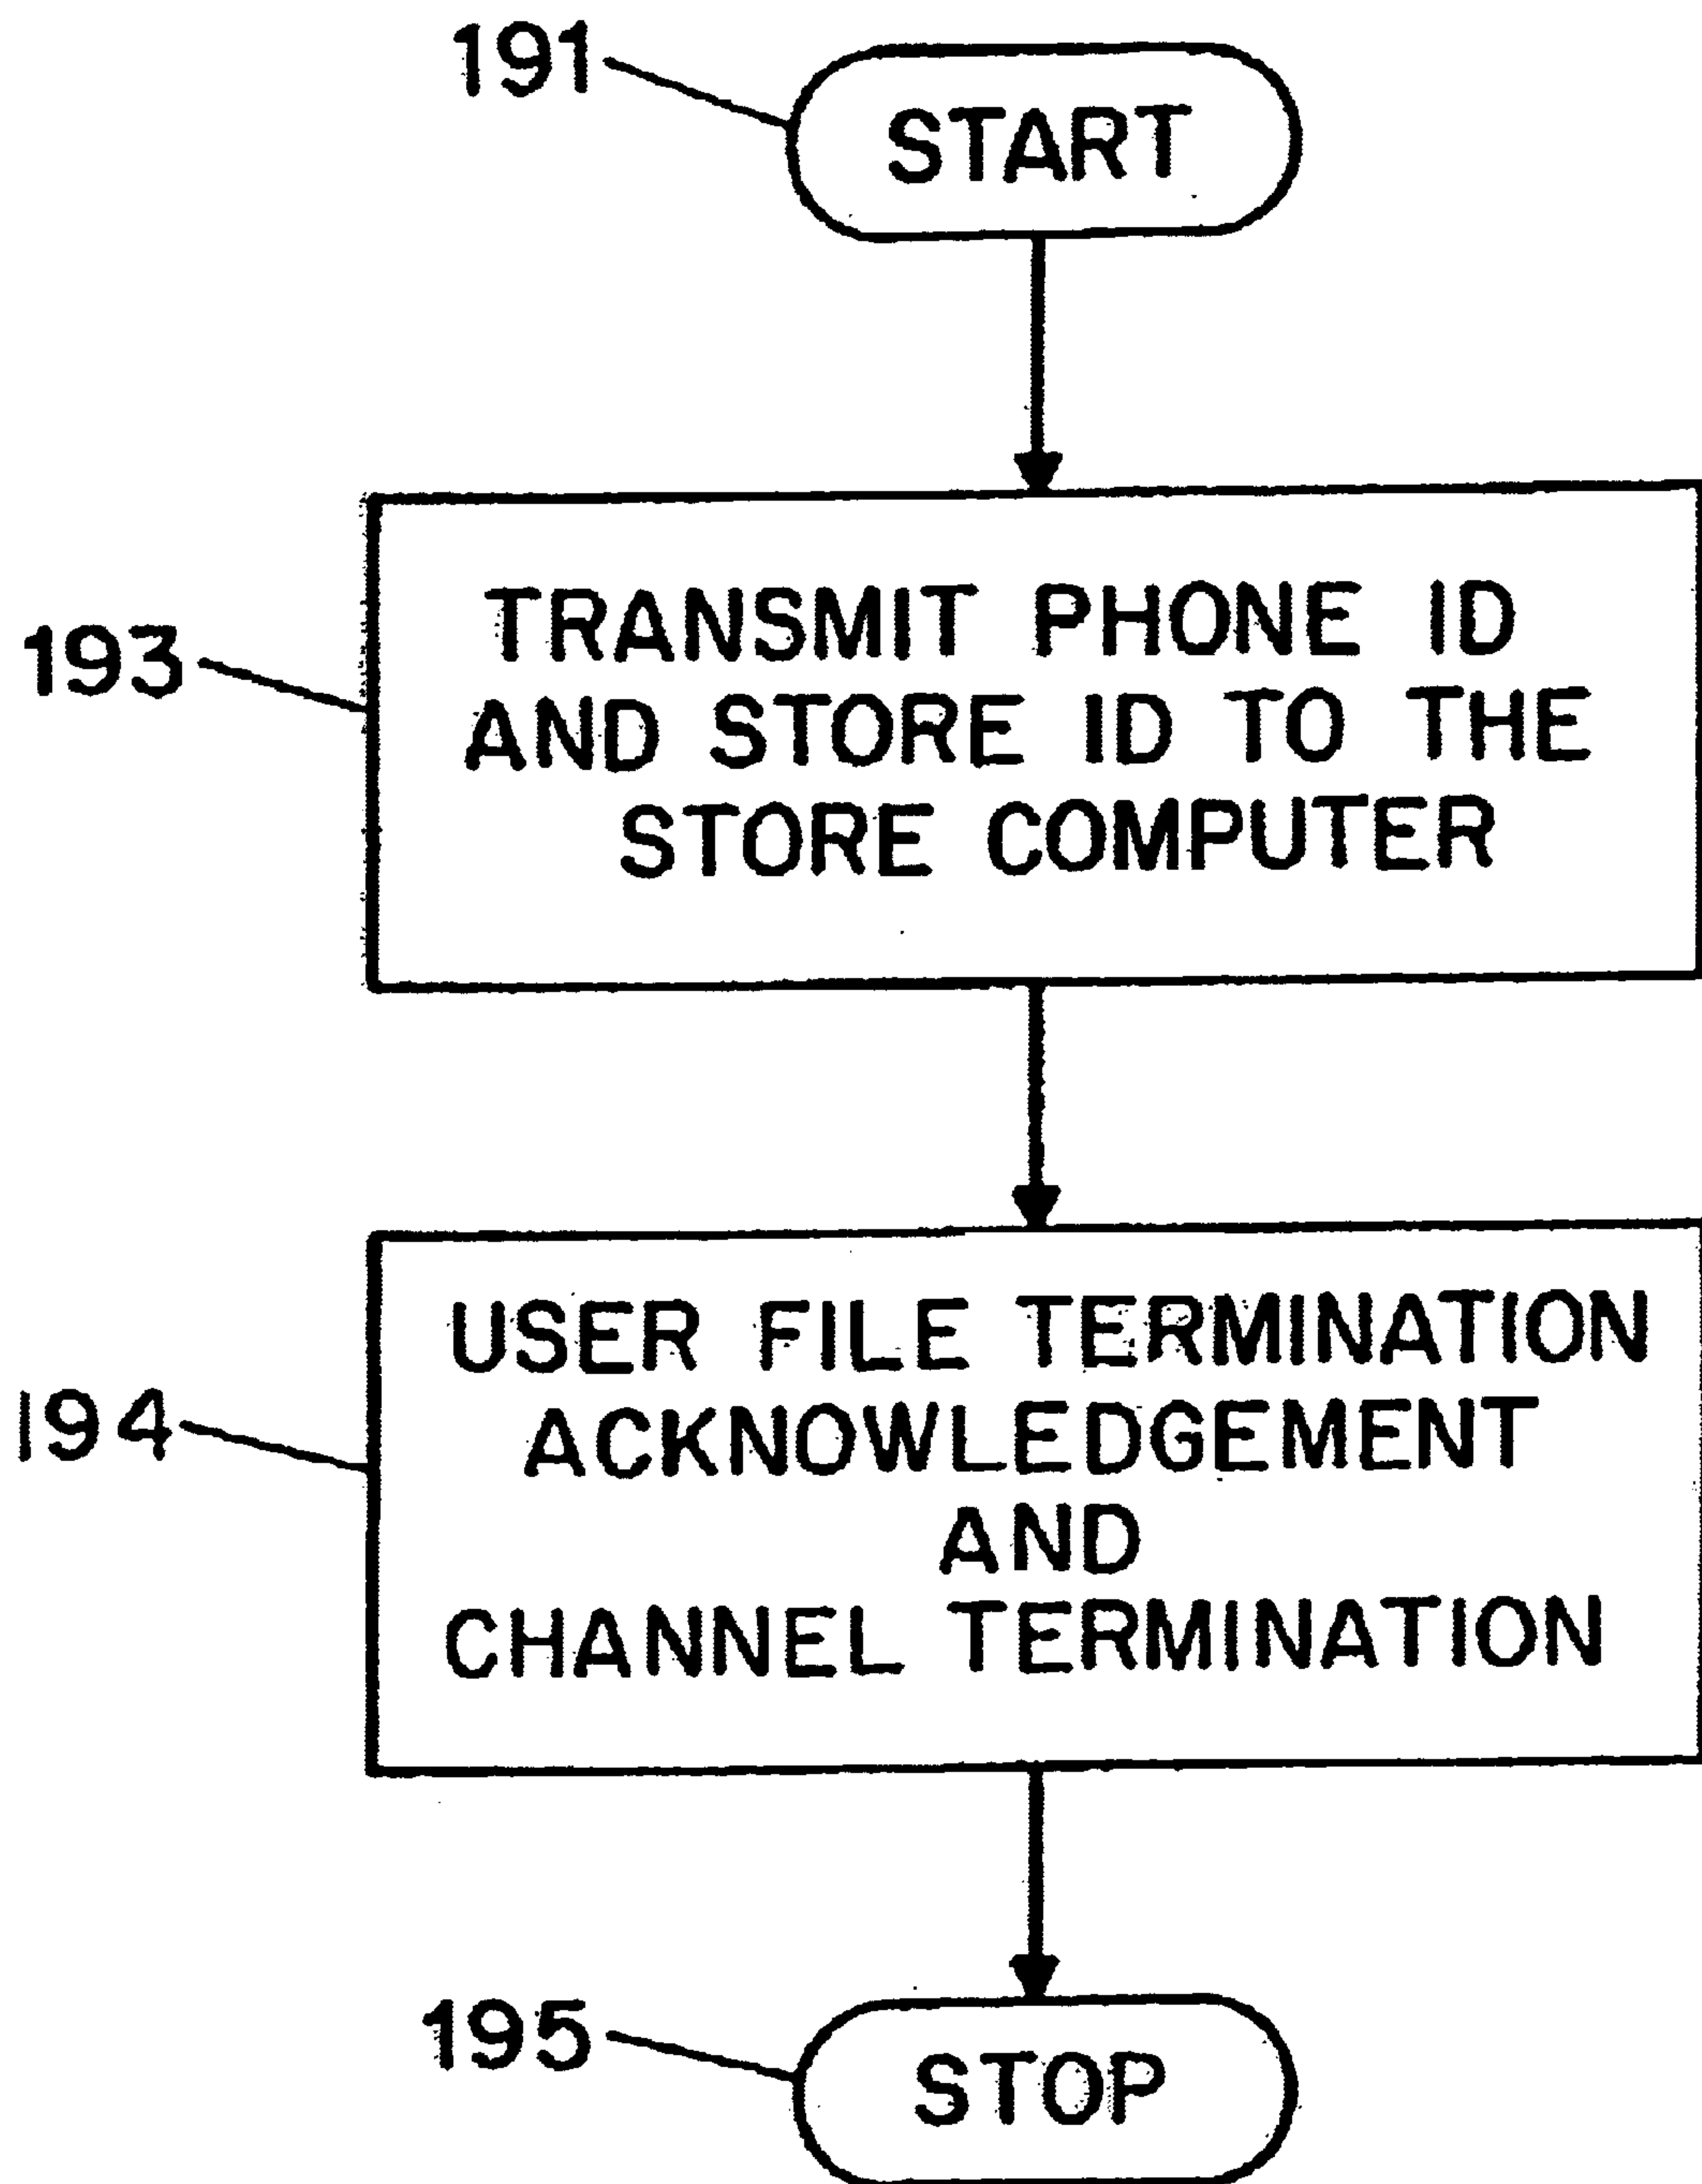 191
START
193
TRANSMIT PHONE ID
AND STORE ID TO THE
STORE COMPUTER
194
USER FILE TERMINATION
ACKNOWLEDGEMENT
AND
CHANNEL TERMINATION
195
STOP